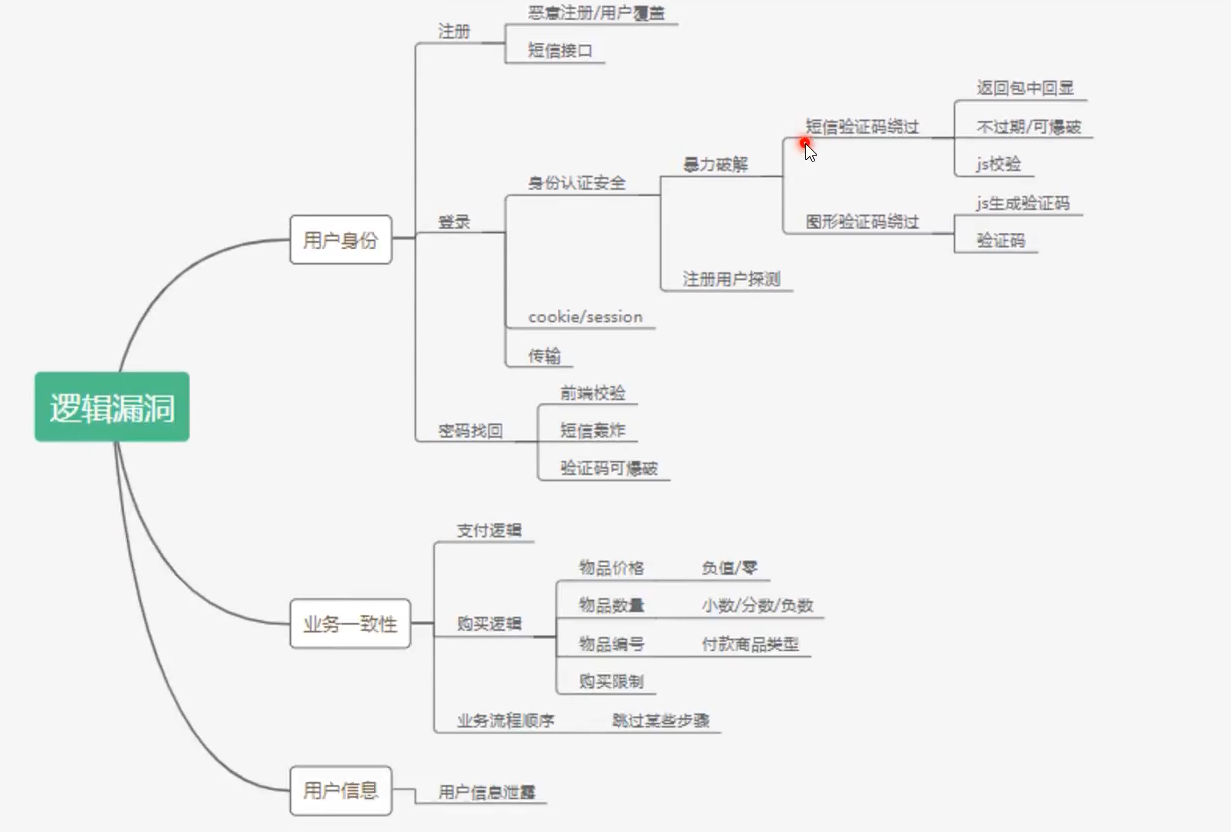 逻辑漏洞
用户身份
注册
恶意注册/用户覆盖
短信接口
登录
身份认证安全
暴力破解
短信验证码绕过
返回包中回显
不过期/可爆破
js校验
图形验证码绕过
js生成验证码
验证码
注册用户探测
cookie/session
传输
密码找回
前端校验
短信轰炸
验证码可爆破
业务一致性
支付逻辑
购买逻辑
物品价格 负值/零
物品数量 小数/分数/负数
物品编号 付款商品类型
购买限制
业务流程顺序 跳过某些步骤
用户信息
用户信息泄露